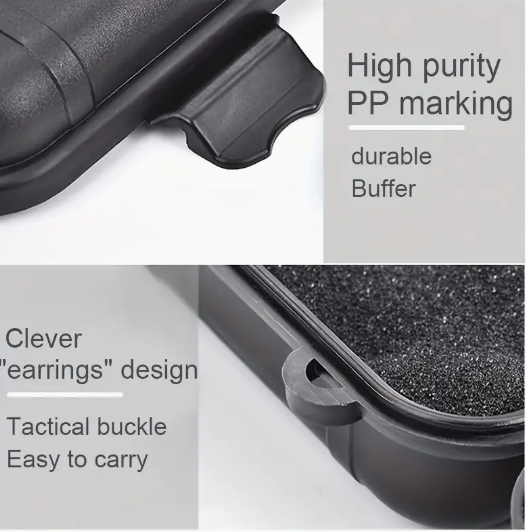 High purity
PP marking
durable
Buffer
Clever
"earrings" design
Tactical buckle
Easy to carry